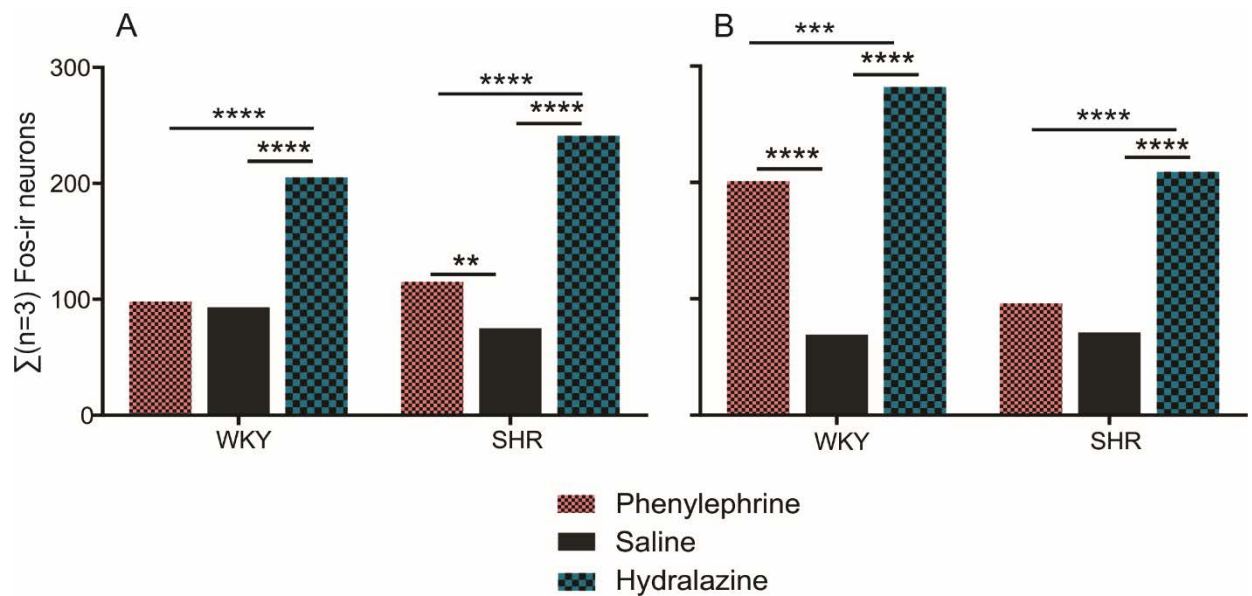 A
B
∑(n=3) Fos-ir neurons
300
200
100
0
****
****
****
****
**
***
****
****
****
****
WKY
SHR
WKY
SHR
Phenylephrine
Saline
Hydralazine